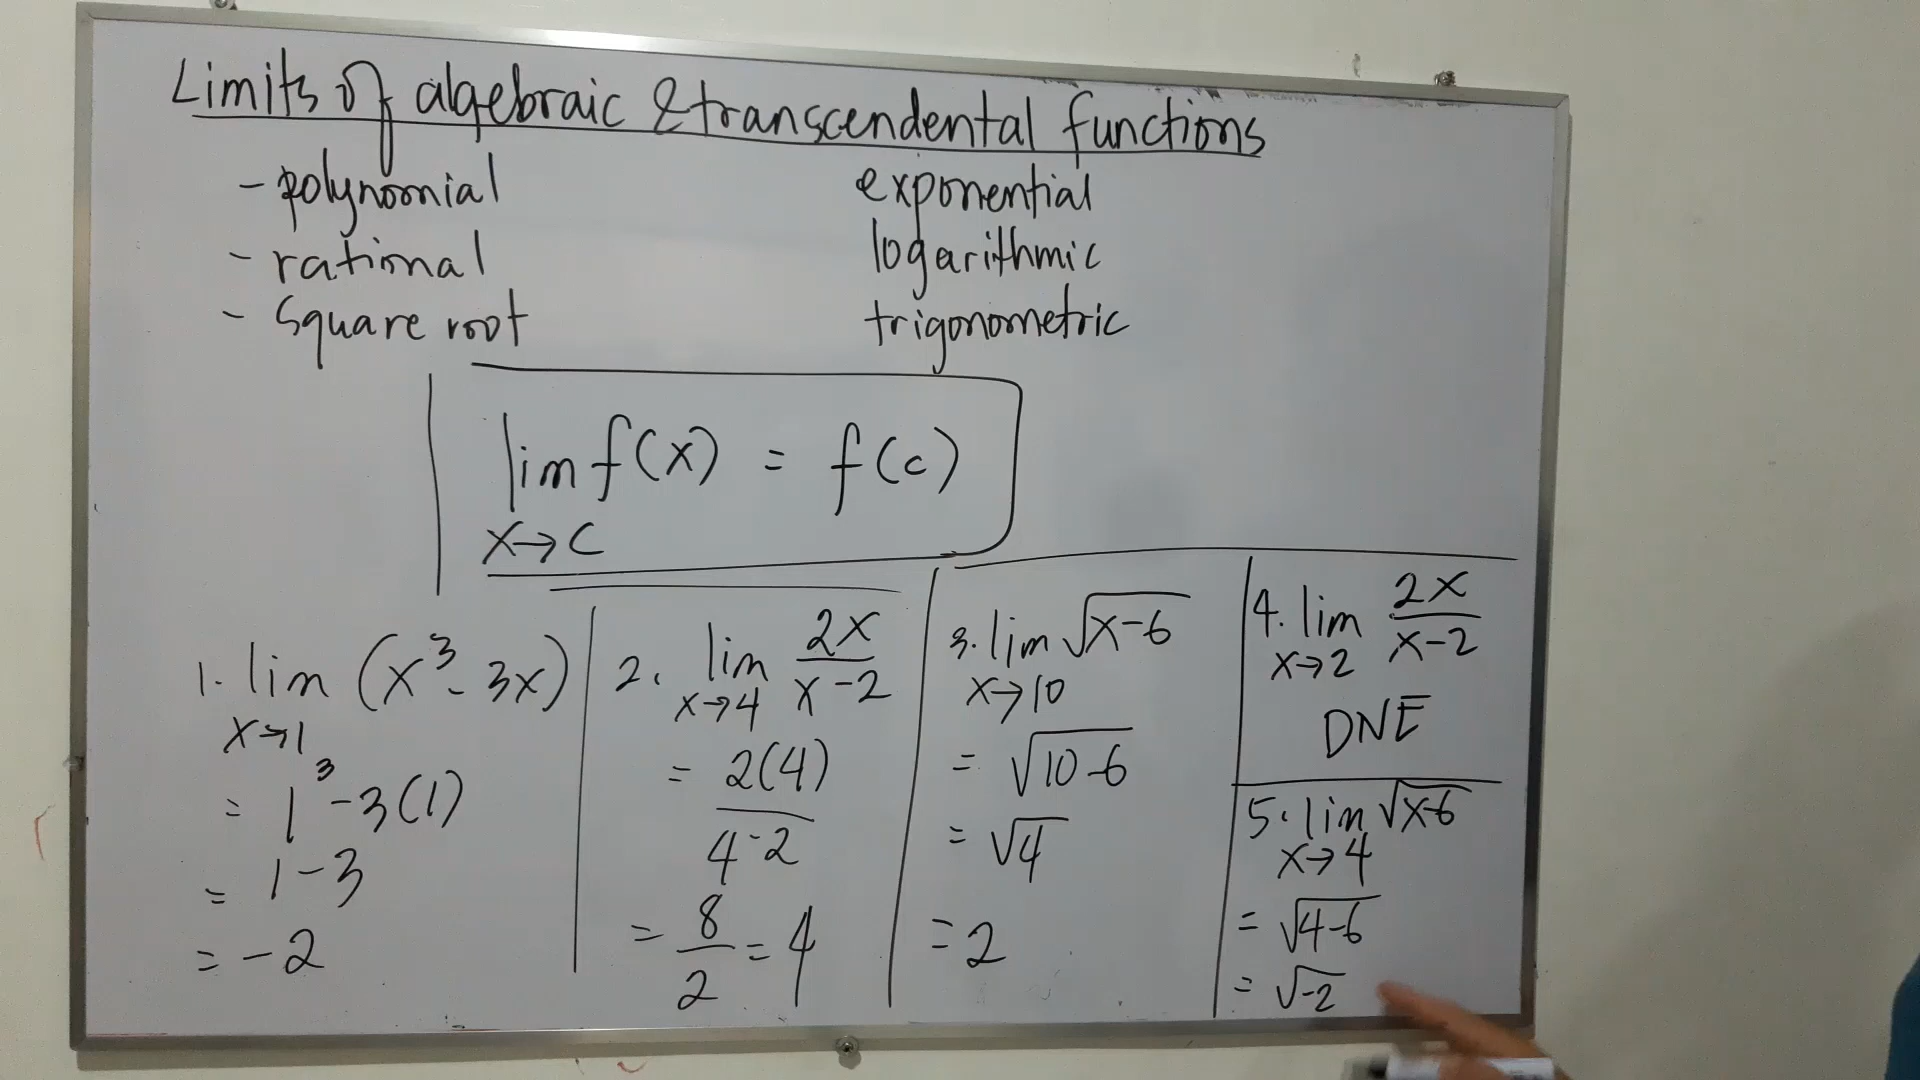 Limits of algebraic & transcendental functions
- polynomial
- rational
- Square root
exponential
logarithmic
trigonometric
lim f(x) = f(c)
x→c
1. lim (x³ - 3x)
x→1
= 1³ - 3(1)
= 1 - 3
= -2
2. lim 2x/x-2
x→4
= 2(4)/4-2
= 8/2 = 4
3. lim √x-6
x→10
= √10-6
= √4
= 2
4. lim 2x/x-2
x→2
DNE
5. lim √x-6
x→4
= √4-6
= √-2